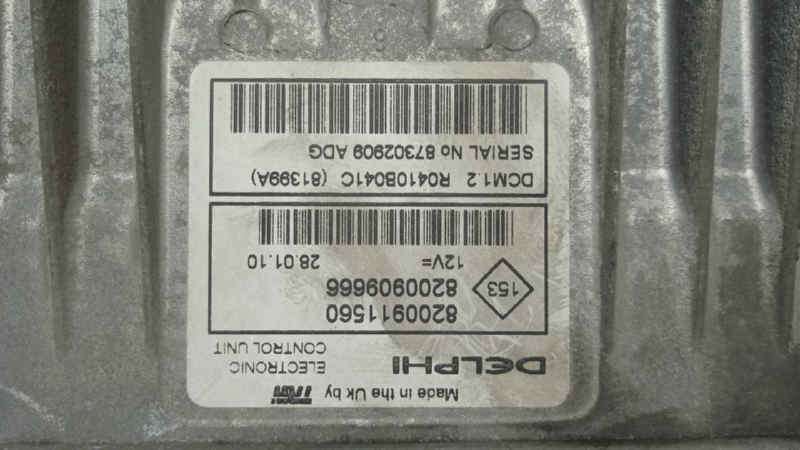 Made in the Uk by
DELPHI
ELECTRONIC
CONTROL UNIT
8200911560
153
8200909666
12V=
28.01.10
DCM1.2 R0410B041C (81399A)
SERIAL No 87302909 ADG